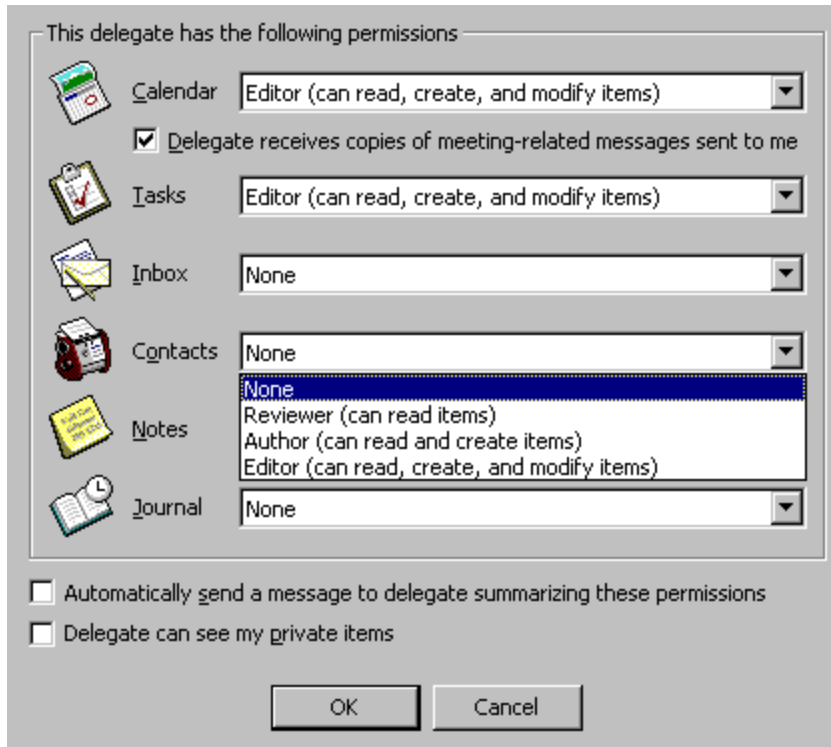 This delegate has the following permissions
Calendar Editor (can read, create, and modify items)
Delegate receives copies of meeting-related messages sent to me
Tasks Editor (can read, create, and modify items)
Inbox None
Contacts None
None
Reviewer (can read items)
Notes
Author (can read and create items)
Editor (can read, create, and modify items)
Journal None
Automatically send a message to delegate summarizing these permissions
Delegate can see my private items
OK Cancel